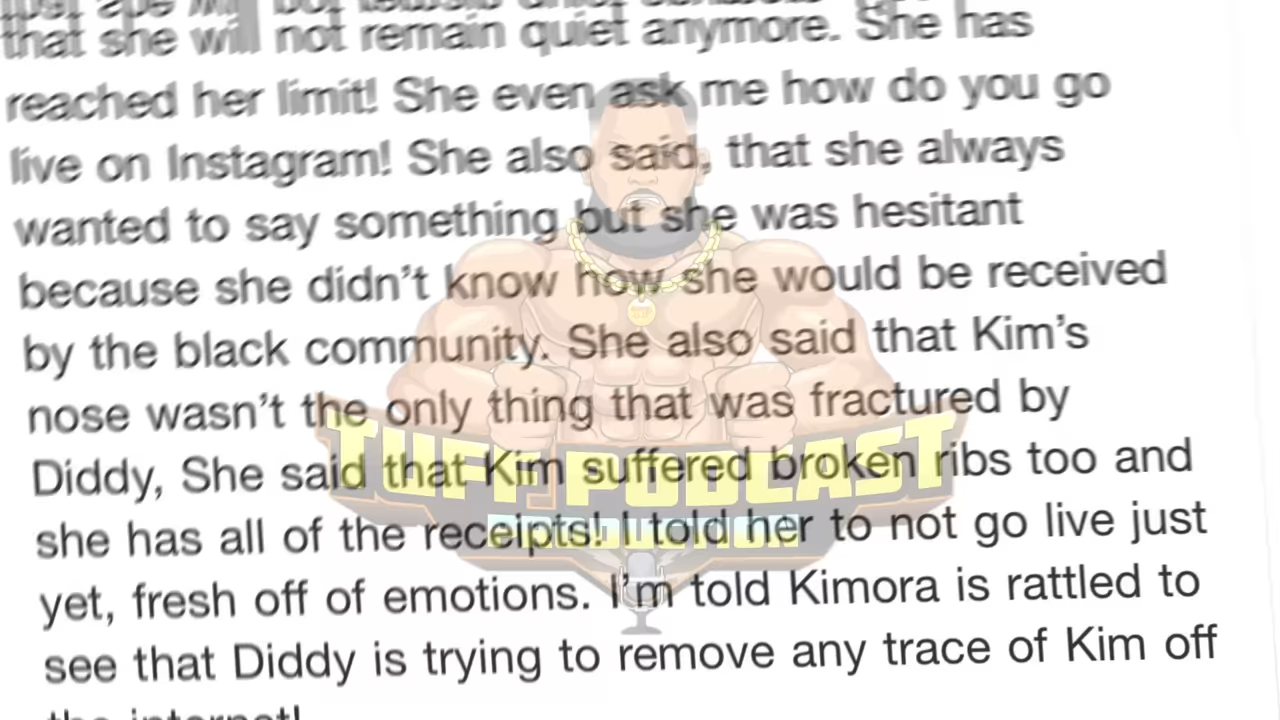 that she will not remain quiet anymore. She has
reached her limit! She even ask me how do you go
live on Instagram! She also said, that she always
wanted to say something but she was hesitant
because she didn't know how she would be received
by the black community. She also said that Kim's
nose wasn't the only thing that was fractured by
Diddy, She said that Kim suffered broken ribs too and
she has all of the receipts! I told her to not go live just
yet, fresh off of emotions. I'm told Kimora is rattled to
see that Diddy is trying to remove any trace of Kim off
the internet!
TUFF PODCAST
PRODUCTION